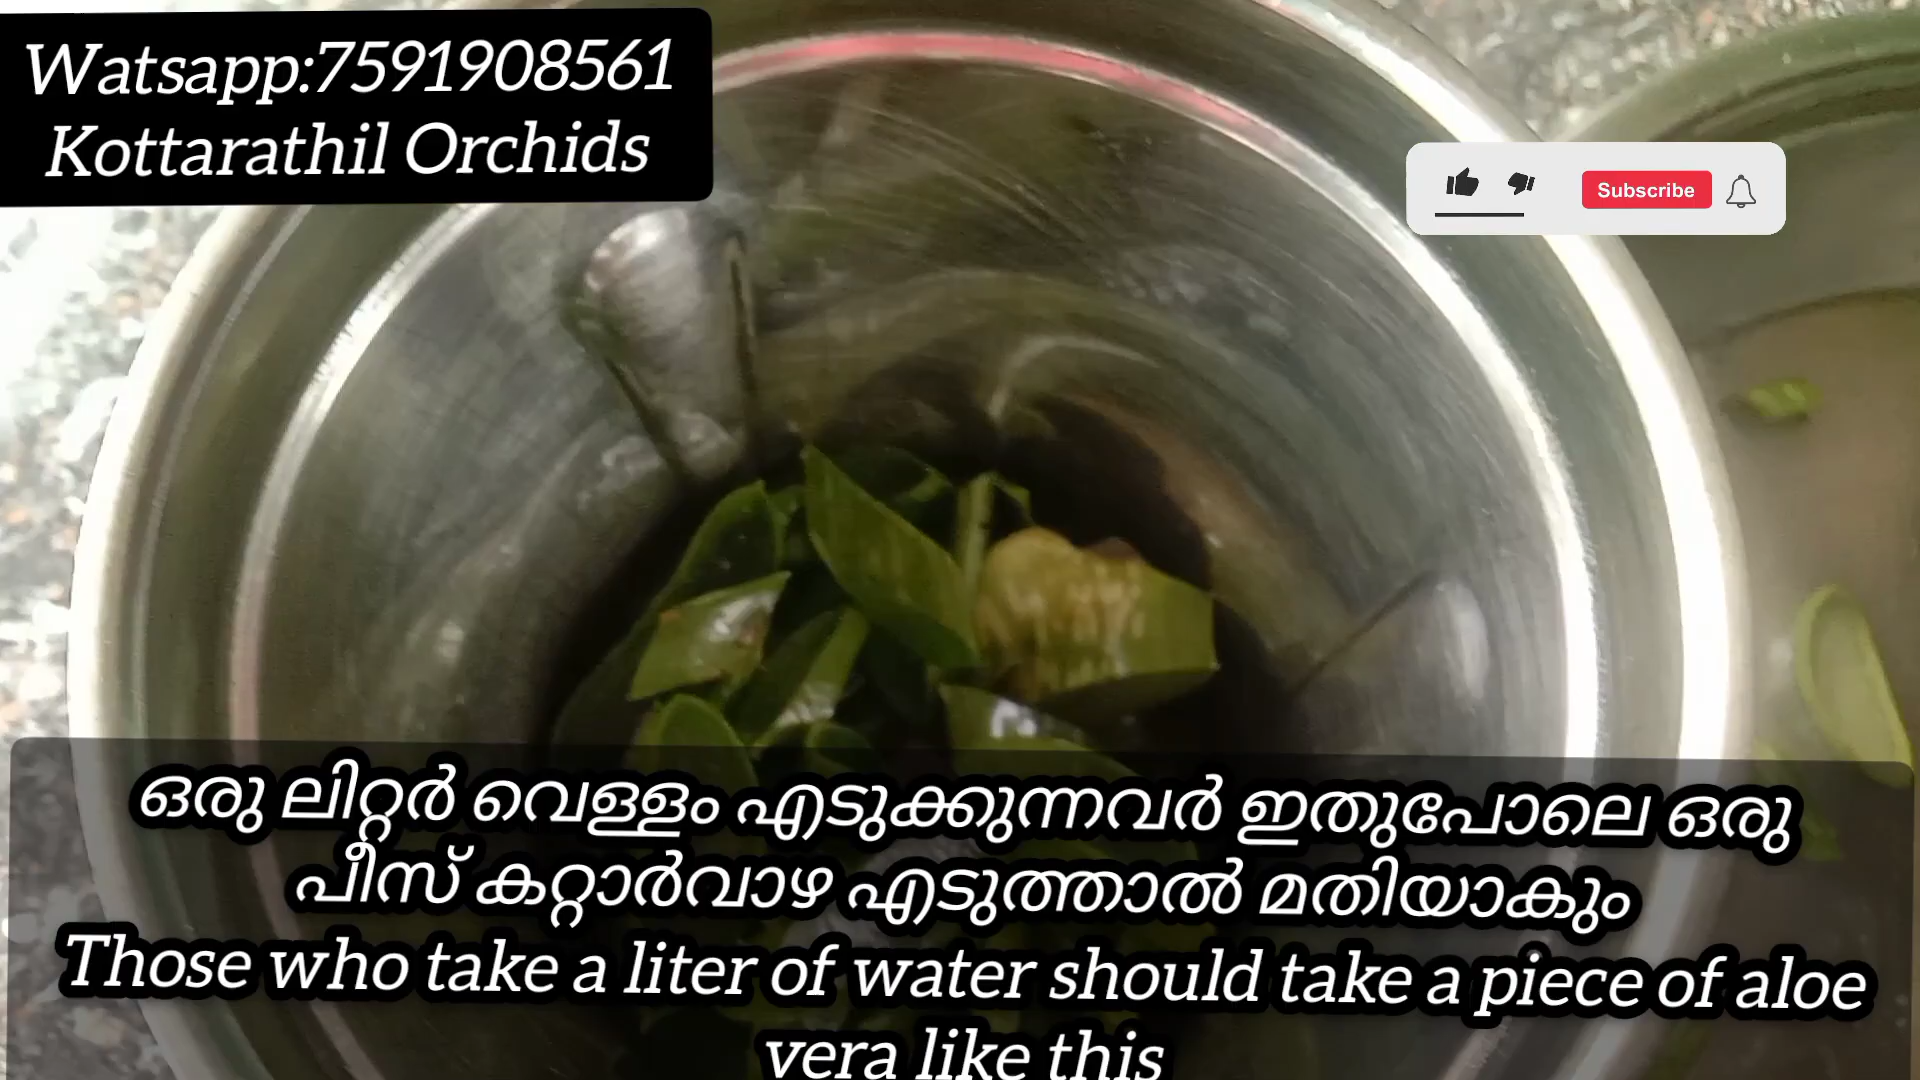 Watsapp:7591908561
Kottarathil Orchids
Subscribe
ഒരു ലിറ്റർ വെള്ളം എടുക്കുന്നവർ ഇതുപോലെ ഒരു
പീസ് കറ്റാർവാഴ എടുത്താൽ മതിയാകും
Those who take a liter of water should take a piece of aloe
vera like this